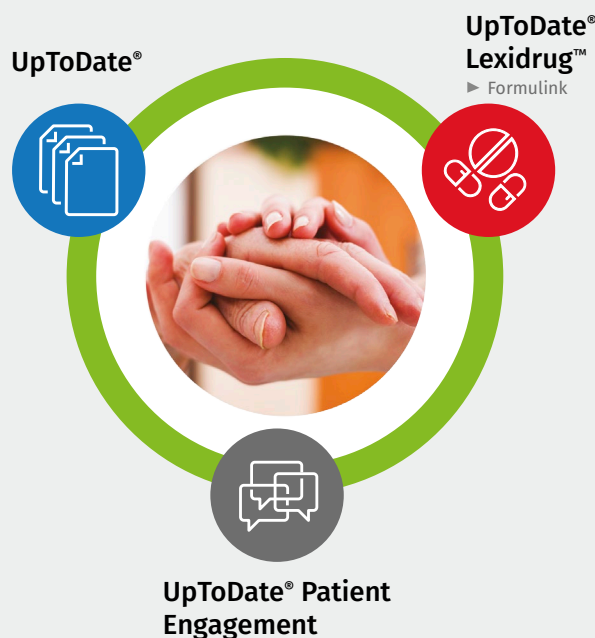 UpToDate®
UpToDate®
Lexidrug™
► Formulink
UpToDate® Patient
Engagement